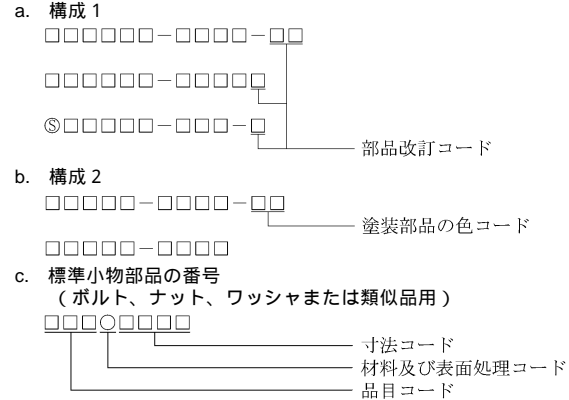 a. 構成1
□□□□□□－□□□□－□□
□□□□□□－□□□□□
Ⓢ□□□□□－□□□－□
部品改訂コード
b. 構成2
□□□□□－□□□□－□□
塗装部品の色コード
□□□□□－□□□□
c. 標準小物部品の番号
（ボルト、ナット、ワッシャまたは類似品用）
□□□○□□□□
寸法コード
材料及び表面処理コード
品目コード